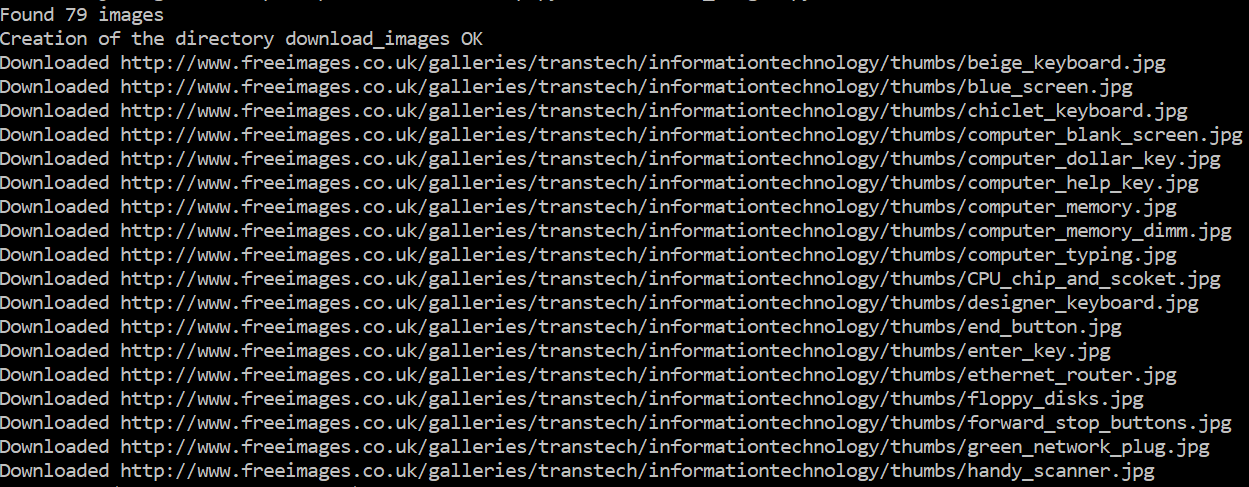 Found 79 images
Creation of the directory download_images OK
Downloaded http://www.freeimages.co.uk/galleries/transtech/informationtechnology/thumbs/beige_keyboard.jpg
Downloaded http://www.freeimages.co.uk/galleries/transtech/informationtechnology/thumbs/blue_screen.jpg
Downloaded http://www.freeimages.co.uk/galleries/transtech/informationtechnology/thumbs/chiclet_keyboard.jpg
Downloaded http://www.freeimages.co.uk/galleries/transtech/informationtechnology/thumbs/computer_blank_screen.jpg
Downloaded http://www.freeimages.co.uk/galleries/transtech/informationtechnology/thumbs/computer_dollar_key.jpg
Downloaded http://www.freeimages.co.uk/galleries/transtech/informationtechnology/thumbs/computer_help_key.jpg
Downloaded http://www.freeimages.co.uk/galleries/transtech/informationtechnology/thumbs/computer_memory.jpg
Downloaded http://www.freeimages.co.uk/galleries/transtech/informationtechnology/thumbs/computer_memory_dimm.jpg
Downloaded http://www.freeimages.co.uk/galleries/transtech/informationtechnology/thumbs/computer_typing.jpg
Downloaded http://www.freeimages.co.uk/galleries/transtech/informationtechnology/thumbs/CPU_chip_and_scoket.jpg
Downloaded http://www.freeimages.co.uk/galleries/transtech/informationtechnology/thumbs/designer_keyboard.jpg
Downloaded http://www.freeimages.co.uk/galleries/transtech/informationtechnology/thumbs/end_button.jpg
Downloaded http://www.freeimages.co.uk/galleries/transtech/informationtechnology/thumbs/enter_key.jpg
Downloaded http://www.freeimages.co.uk/galleries/transtech/informationtechnology/thumbs/ethernet_router.jpg
Downloaded http://www.freeimages.co.uk/galleries/transtech/informationtechnology/thumbs/floppy_disks.jpg
Downloaded http://www.freeimages.co.uk/galleries/transtech/informationtechnology/thumbs/forward_stop_buttons.jpg
Downloaded http://www.freeimages.co.uk/galleries/transtech/informationtechnology/thumbs/green_network_plug.jpg
Downloaded http://www.freeimages.co.uk/galleries/transtech/informationtechnology/thumbs/handy_scanner.jpg